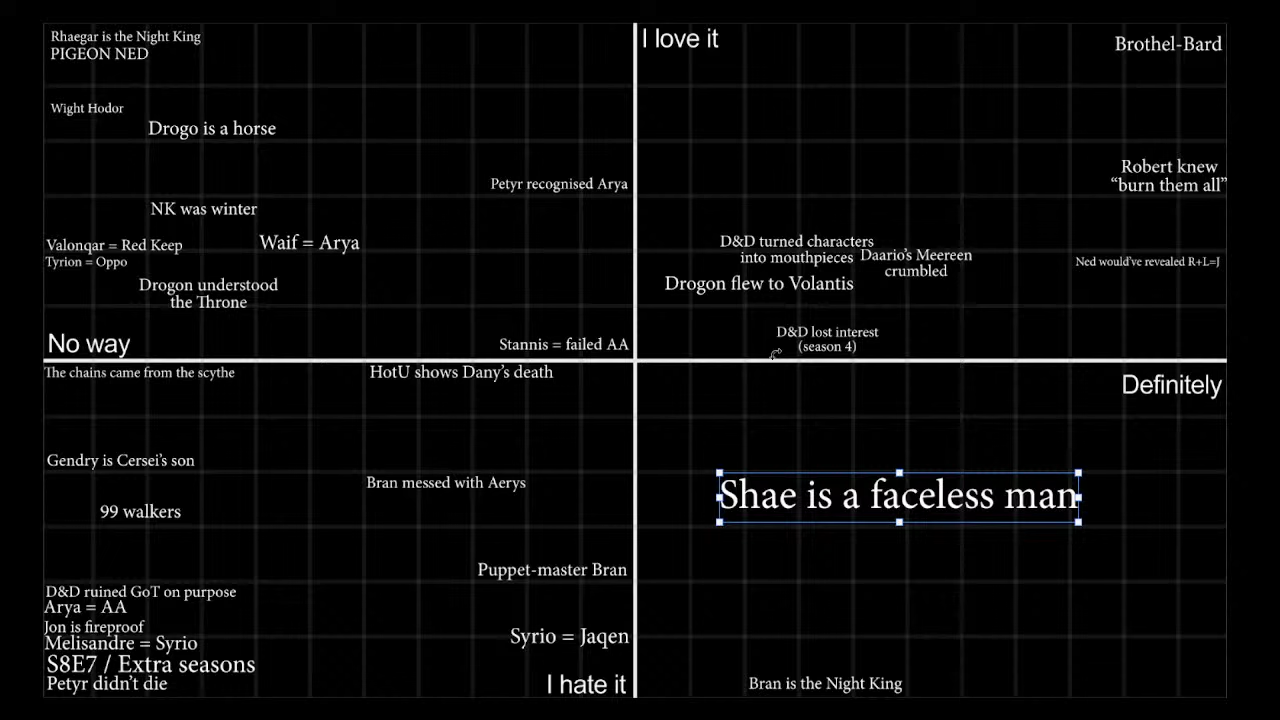 Rhaegar is the Night King
PIGEON NED
Wight Hodor
Drogo is a horse
Petyr recognised Arya
NK was winter
Valonqar = Red Keep
Waif = Arya
Tyrion = Oppo
Drogon understood
the Throne
No way
Stannis = failed AA
I love it
Brothel-Bard
Robert knew
“burn them all”
D&D turned characters
into mouthpieces
Daario’s Meereen
crumbled
Ned would’ve revealed R+L=J
Drogon flew to Volantis
D&D lost interest
(season 4)
The chains came from the scythe
HotU shows Dany’s death
Gendry is Cersei’s son
Bran messed with Aerys
99 walkers
Puppet-master Bran
D&D ruined GoT on purpose
Arya = AA
Jon is fireproof
Melisandre = Syrio
Syrio = Jaqen
S8E7 / Extra seasons
Petyr didn’t die
I hate it
Definitely
Shae is a faceless man
Bran is the Night King